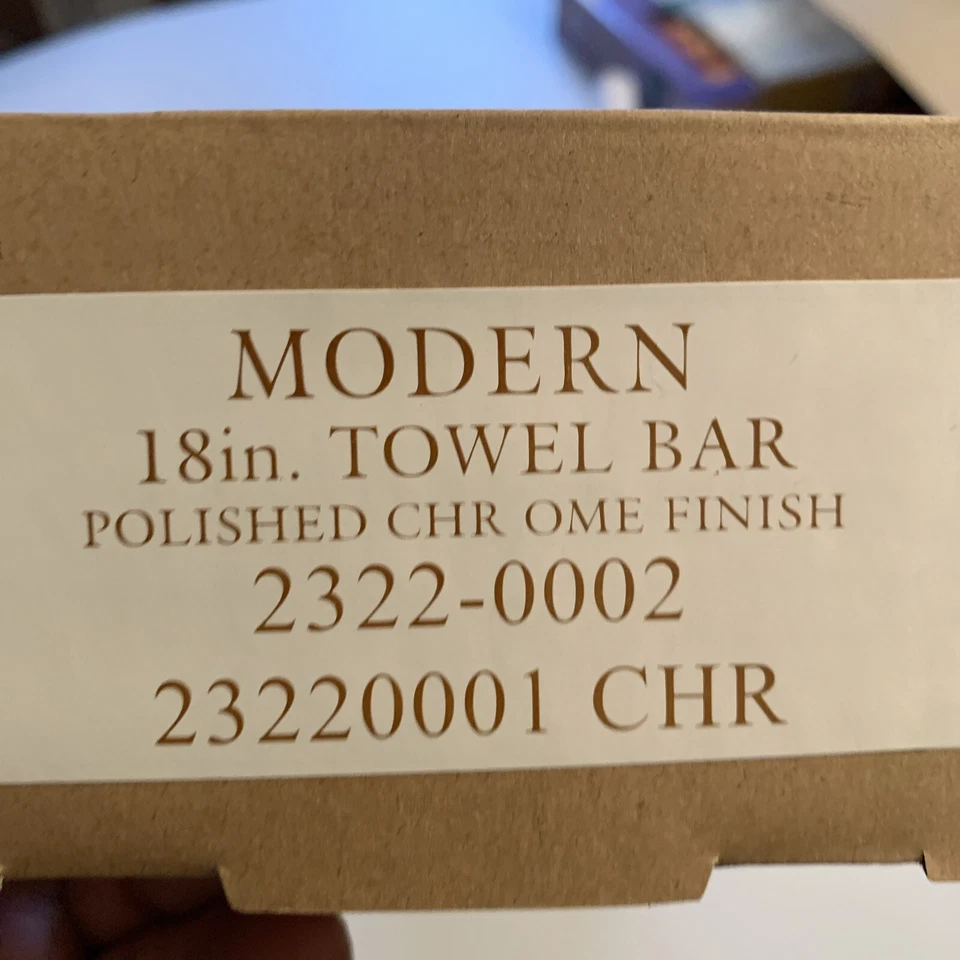 MODERN
18in. TOWEL BAR
POLISHED CHR OME FINISH
2322-0002
23220001 CHR